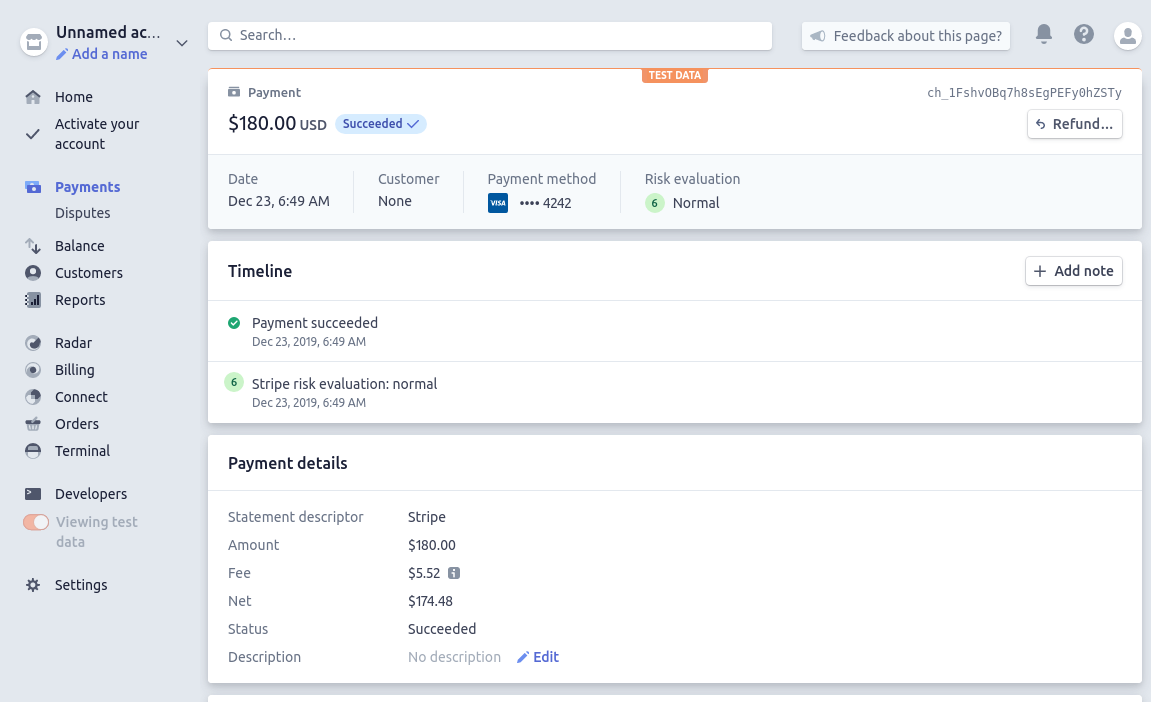 Unnamed ac...
Add a name
Search...
Feedback about this page?
Home
Activate your
account
Payments
Disputes
Balance
Customers
Reports
Radar
Billing
Connect
Orders
Terminal
Developers
Viewing test
data
Settings
TEST DATA
Payment
ch_1FshvOBq7h8sEgPEFy0hZSTy
$180.00 USD Succeeded
Refund...
Date
Dec 23, 6:49 AM
Customer
None
Payment method
VISA •••• 4242
Risk evaluation
6 Normal
Timeline
Add note
Payment succeeded
Dec 23, 2019, 6:49 AM
6 Stripe risk evaluation: normal
Dec 23, 2019, 6:49 AM
Payment details
Statement descriptor Stripe
Amount $180.00
Fee $5.52
Net $174.48
Status Succeeded
Description No description Edit